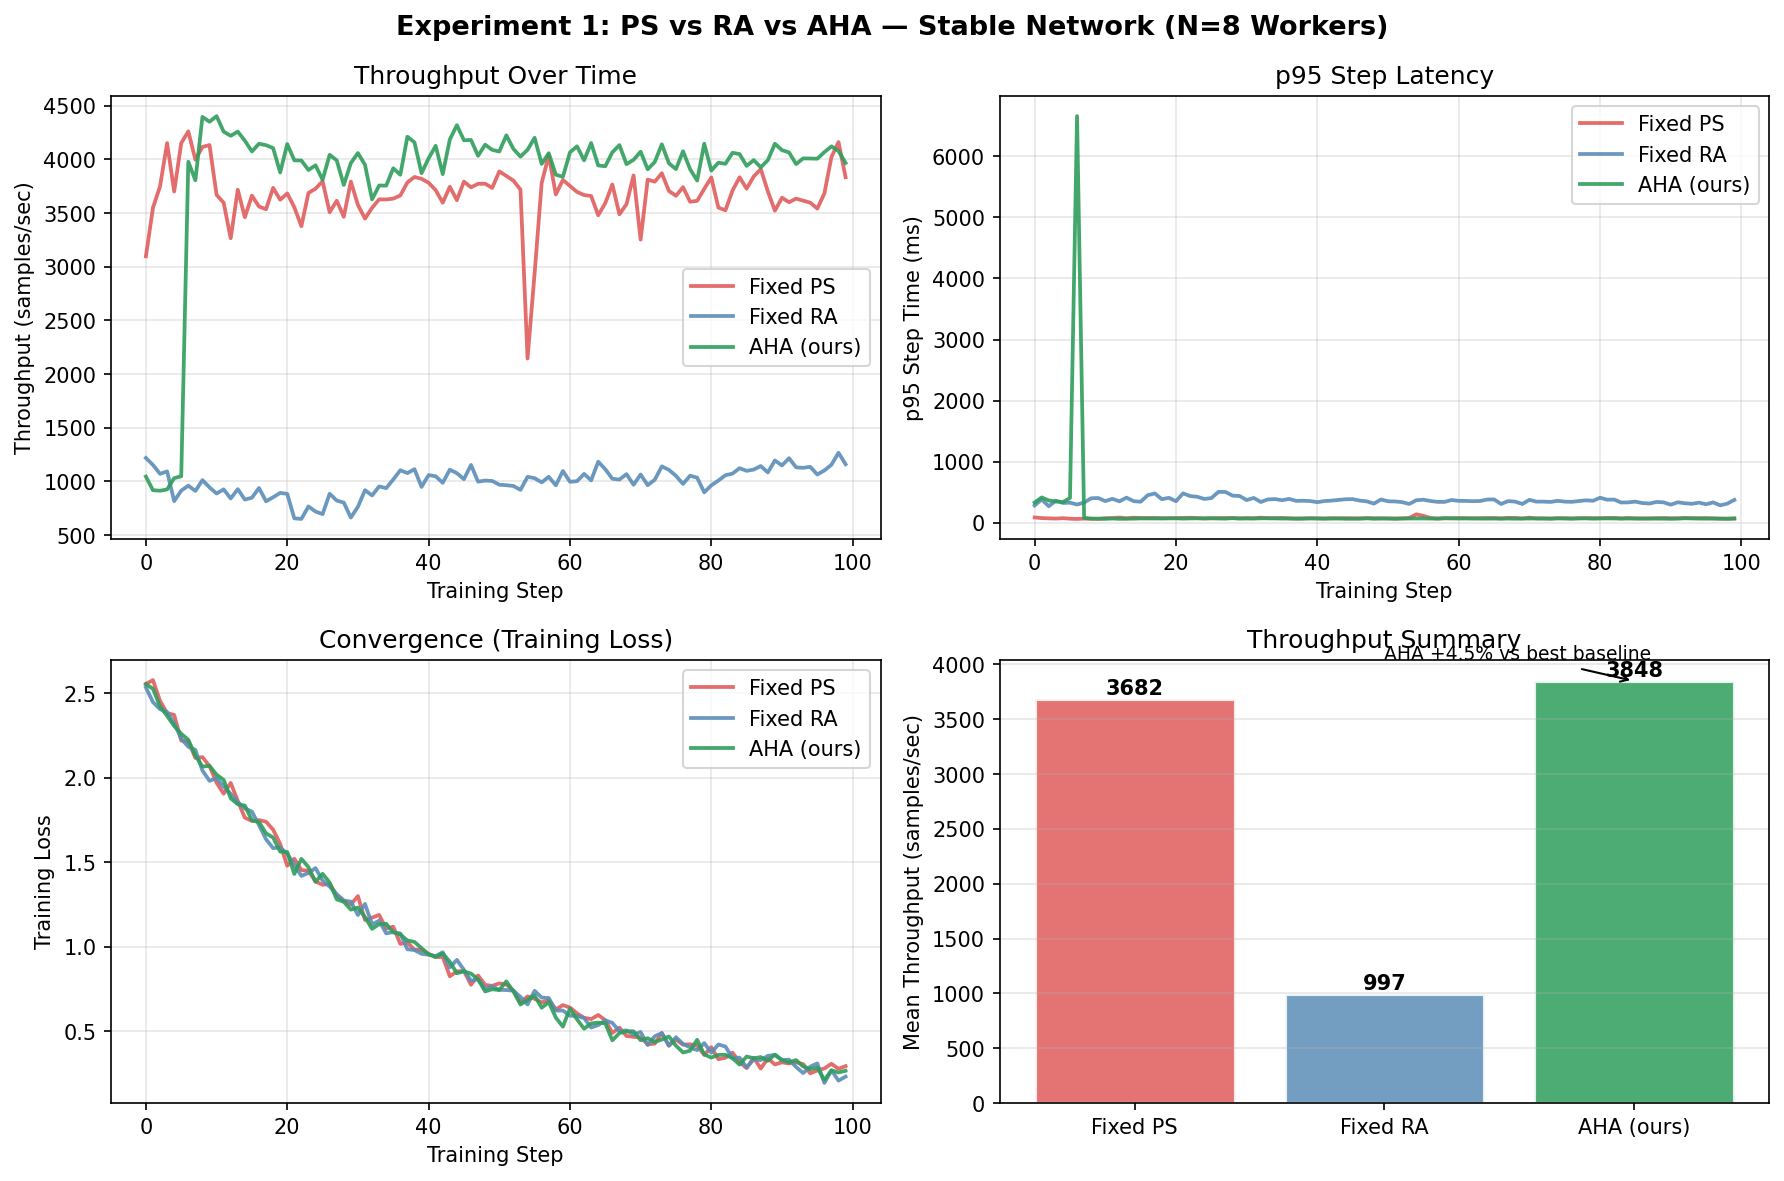 Experiment 1: PS vs RA vs AHA — Stable Network (N=8 Workers)
Throughput Over Time
Throughput (samples/sec)
4500
4000
3500
3000
2500
2000
1500
1000
500
Fixed PS
Fixed RA
AHA (ours)
0 20 40 60 80 100
Training Step
p95 Step Latency
p95 Step Time (ms)
6000
5000
4000
3000
2000
1000
0
Fixed PS
Fixed RA
AHA (ours)
0 20 40 60 80 100
Training Step
Convergence (Training Loss)
Training Loss
2.5
2.0
1.5
1.0
0.5
Fixed PS
Fixed RA
AHA (ours)
0 20 40 60 80 100
Training Step
Throughput Summary
AHA +4.5% vs best baseline
Mean Throughput (samples/sec)
4000
3500
3000
2500
2000
1500
1000
500
0
3682
997
3848
Fixed PS Fixed RA AHA (ours)